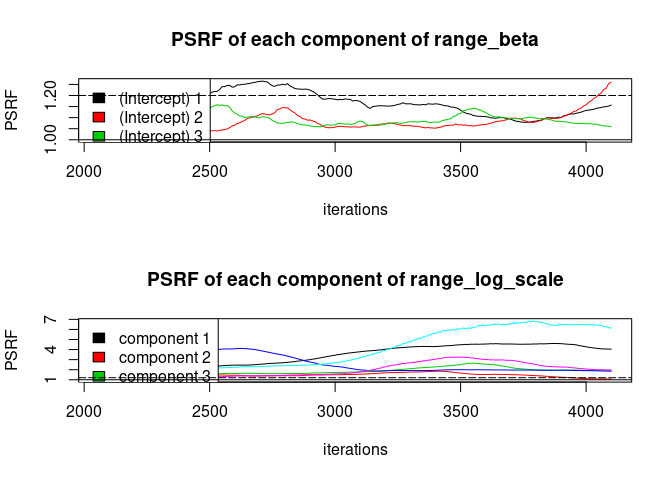 PSRF of each component of range_beta
PSRF
1.00 1.20
(Intercept) 1
(Intercept) 2
(Intercept) 3
2000 2500 3000 3500 4000
iterations
PSRF of each component of range_log_scale
PSRF
1 4 7
component 1
component 2
component 3
2000 2500 3000 3500 4000
iterations